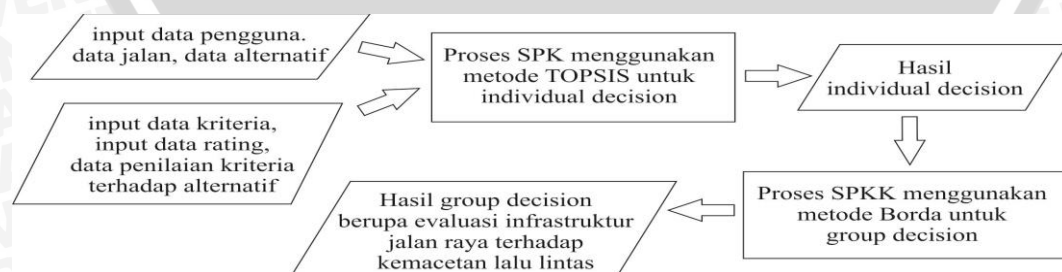 input data pengguna.
data jalan, data alternatif
Proses SPK menggunakan
metode TOPSIS untuk
individual decision
Hasil
individual decision
input data kriteria,
input data rating,
data penilaian kriteria
terhadap alternatif
Hasil group decision
berupa evaluasi infrastruktur
jalan raya terhadap
kemacetan lalu lintas
Proses SPKK menggunakan
metode Borda untuk
group decision